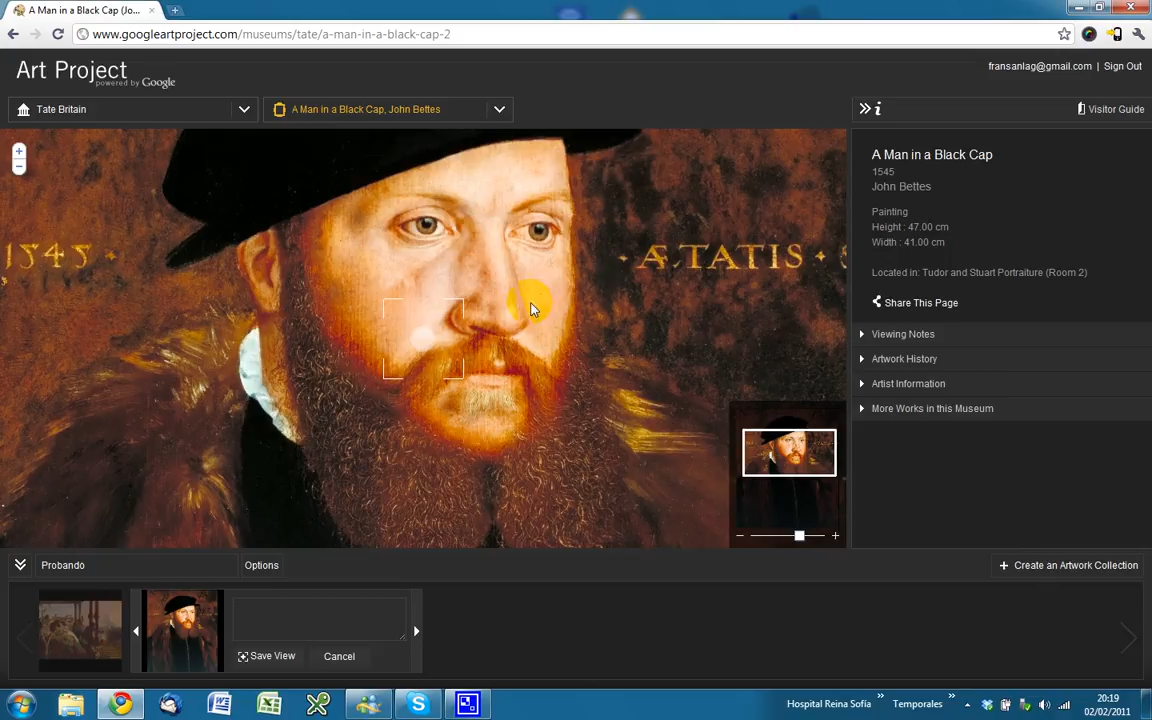 A Man in a Black Cap (Jo...
www.googleartproject.com/museums/tate/a-man-in-a-black-cap-2
Art Project
powered by Google
fransanlag@gmail.com | Sign Out
Tate Britain
A Man in a Black Cap, John Bettes
Visitor Guide
A Man in a Black Cap
1545
John Bettes
Painting
Height : 47.00 cm
Width : 41.00 cm
Located in: Tudor and Stuart Portraiture (Room 2)
Share This Page
Viewing Notes
Artwork History
Artist Information
More Works in this Museum
1545 ·
· ÆTATIS ·
Probando
Options
Create an Artwork Collection
Save View
Cancel
Hospital Reina Sofía
Temporales
20:19
02/02/2011